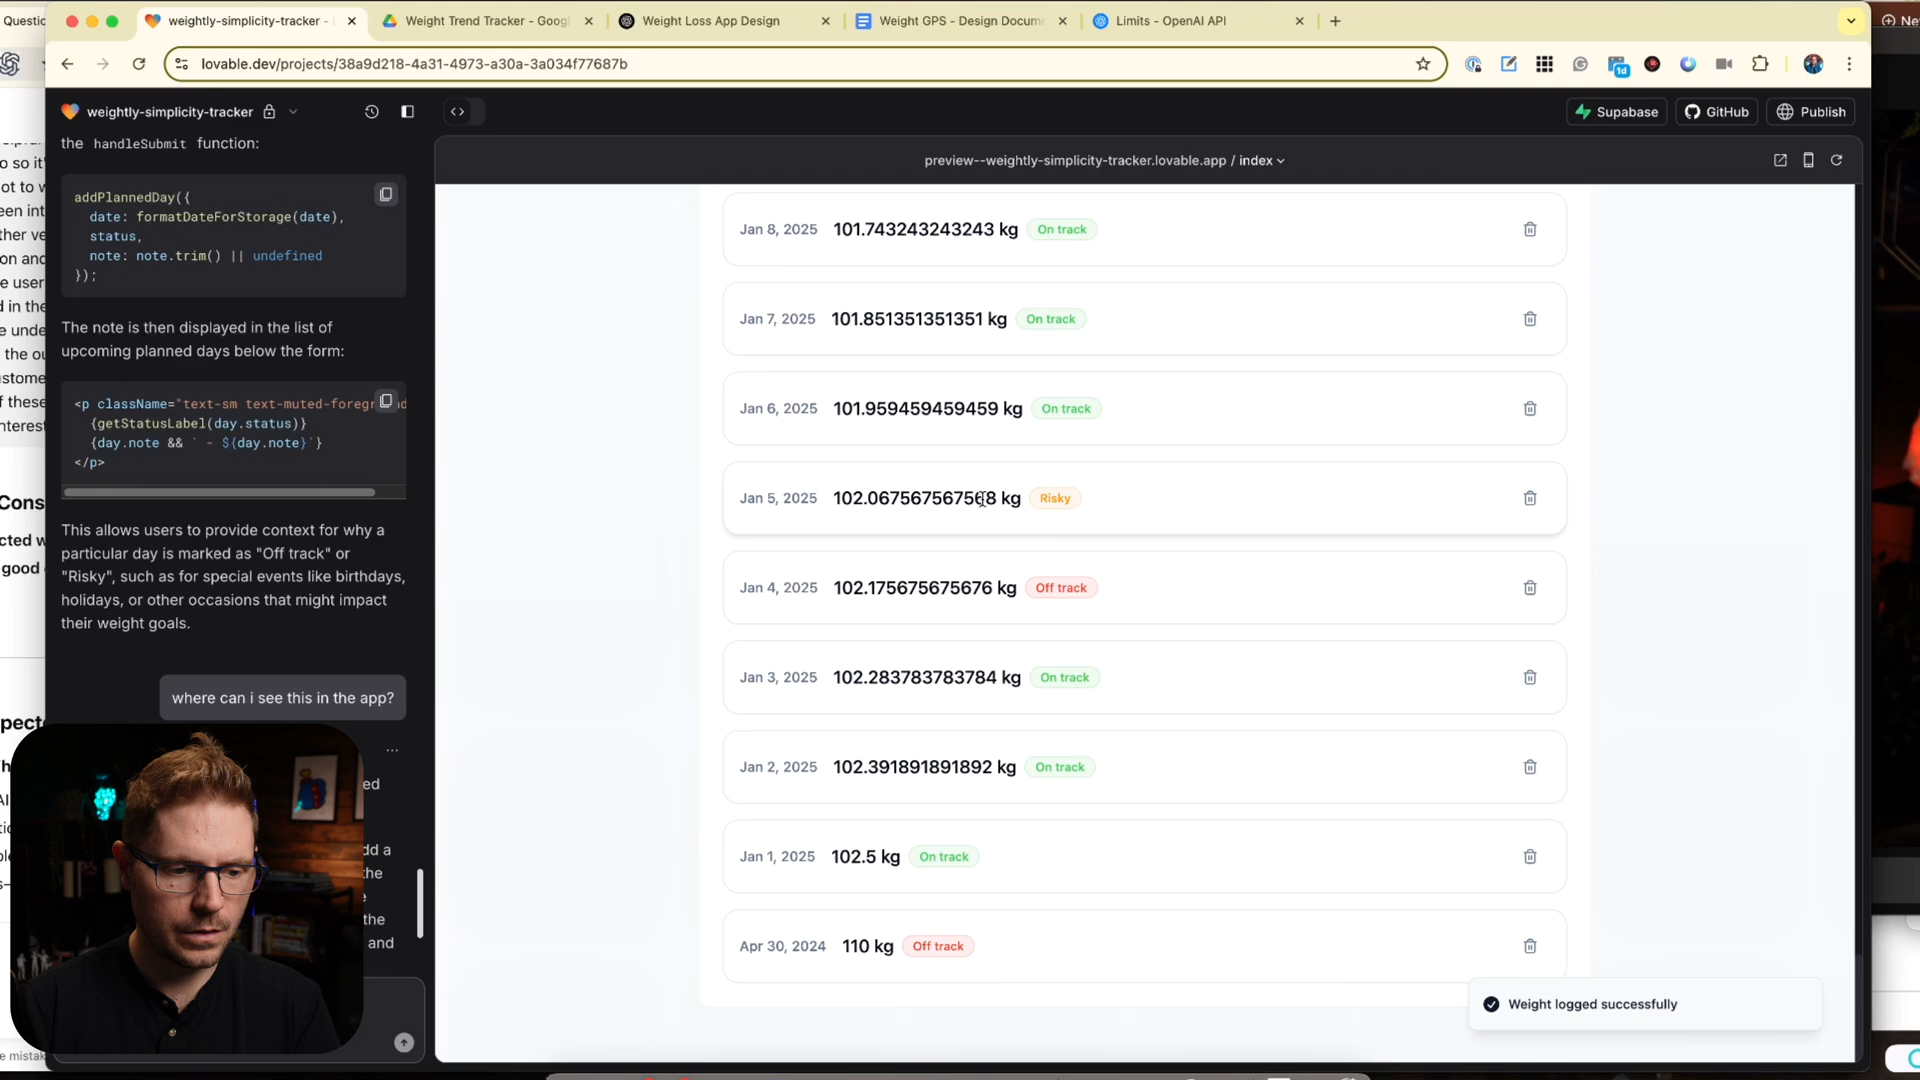 Questic
weightly-simplicity-tracker -
Weight Trend Tracker - Googl
Weight Loss App Design
Weight GPS - Design Docume
Limits - OpenAI API
lovable.dev/projects/38a9d218-4a31-4973-a30a-3a034f77687b
1d
weightly-simplicity-tracker
Supabase
GitHub
Publish
the handleSubmit function:
addPlannedDay({
date: formatDateForStorage(date),
status,
note: note.trim() || undefined
});
The note is then displayed in the list of
upcoming planned days below the form:
<p className="text-sm text-muted-foregr
{getStatusLabel(day.status)}
{day.note && ` - ${day.note}`}
</p>
This allows users to provide context for why a
particular day is marked as "Off track" or
"Risky", such as for special events like birthdays,
holidays, or other occasions that might impact
their weight goals.
where can i see this in the app?
preview--weightly-simplicity-tracker.lovable.app / index
Jan 8, 2025 101.743243243243 kg On track
Jan 7, 2025 101.851351351351 kg On track
Jan 6, 2025 101.959459459459 kg On track
Jan 5, 2025 102.067567567568 kg Risky
Jan 4, 2025 102.175675675676 kg Off track
Jan 3, 2025 102.283783783784 kg On track
Jan 2, 2025 102.391891891892 kg On track
Jan 1, 2025 102.5 kg On track
Apr 30, 2024 110 kg Off track
Weight logged successfully